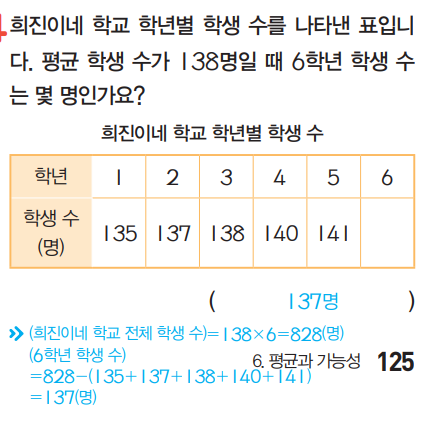 희진이네 학교 학년별 학생 수를 나타낸 표입니
다. 평균 학생 수가 138명일 때 6학년 학생 수
는 몇 명인가요?
희진이네 학교 학년별 학생 수
학년 1 2 3 4 5 6
학생 수
(명) 135 137 138 140 141
( 137명 )
(희진이네 학교 전체 학생 수)=138×6=828(명)
(6학년 학생 수)
6. 평균과 가능성 125
=828-(135+137+138+140+141)
=137(명)